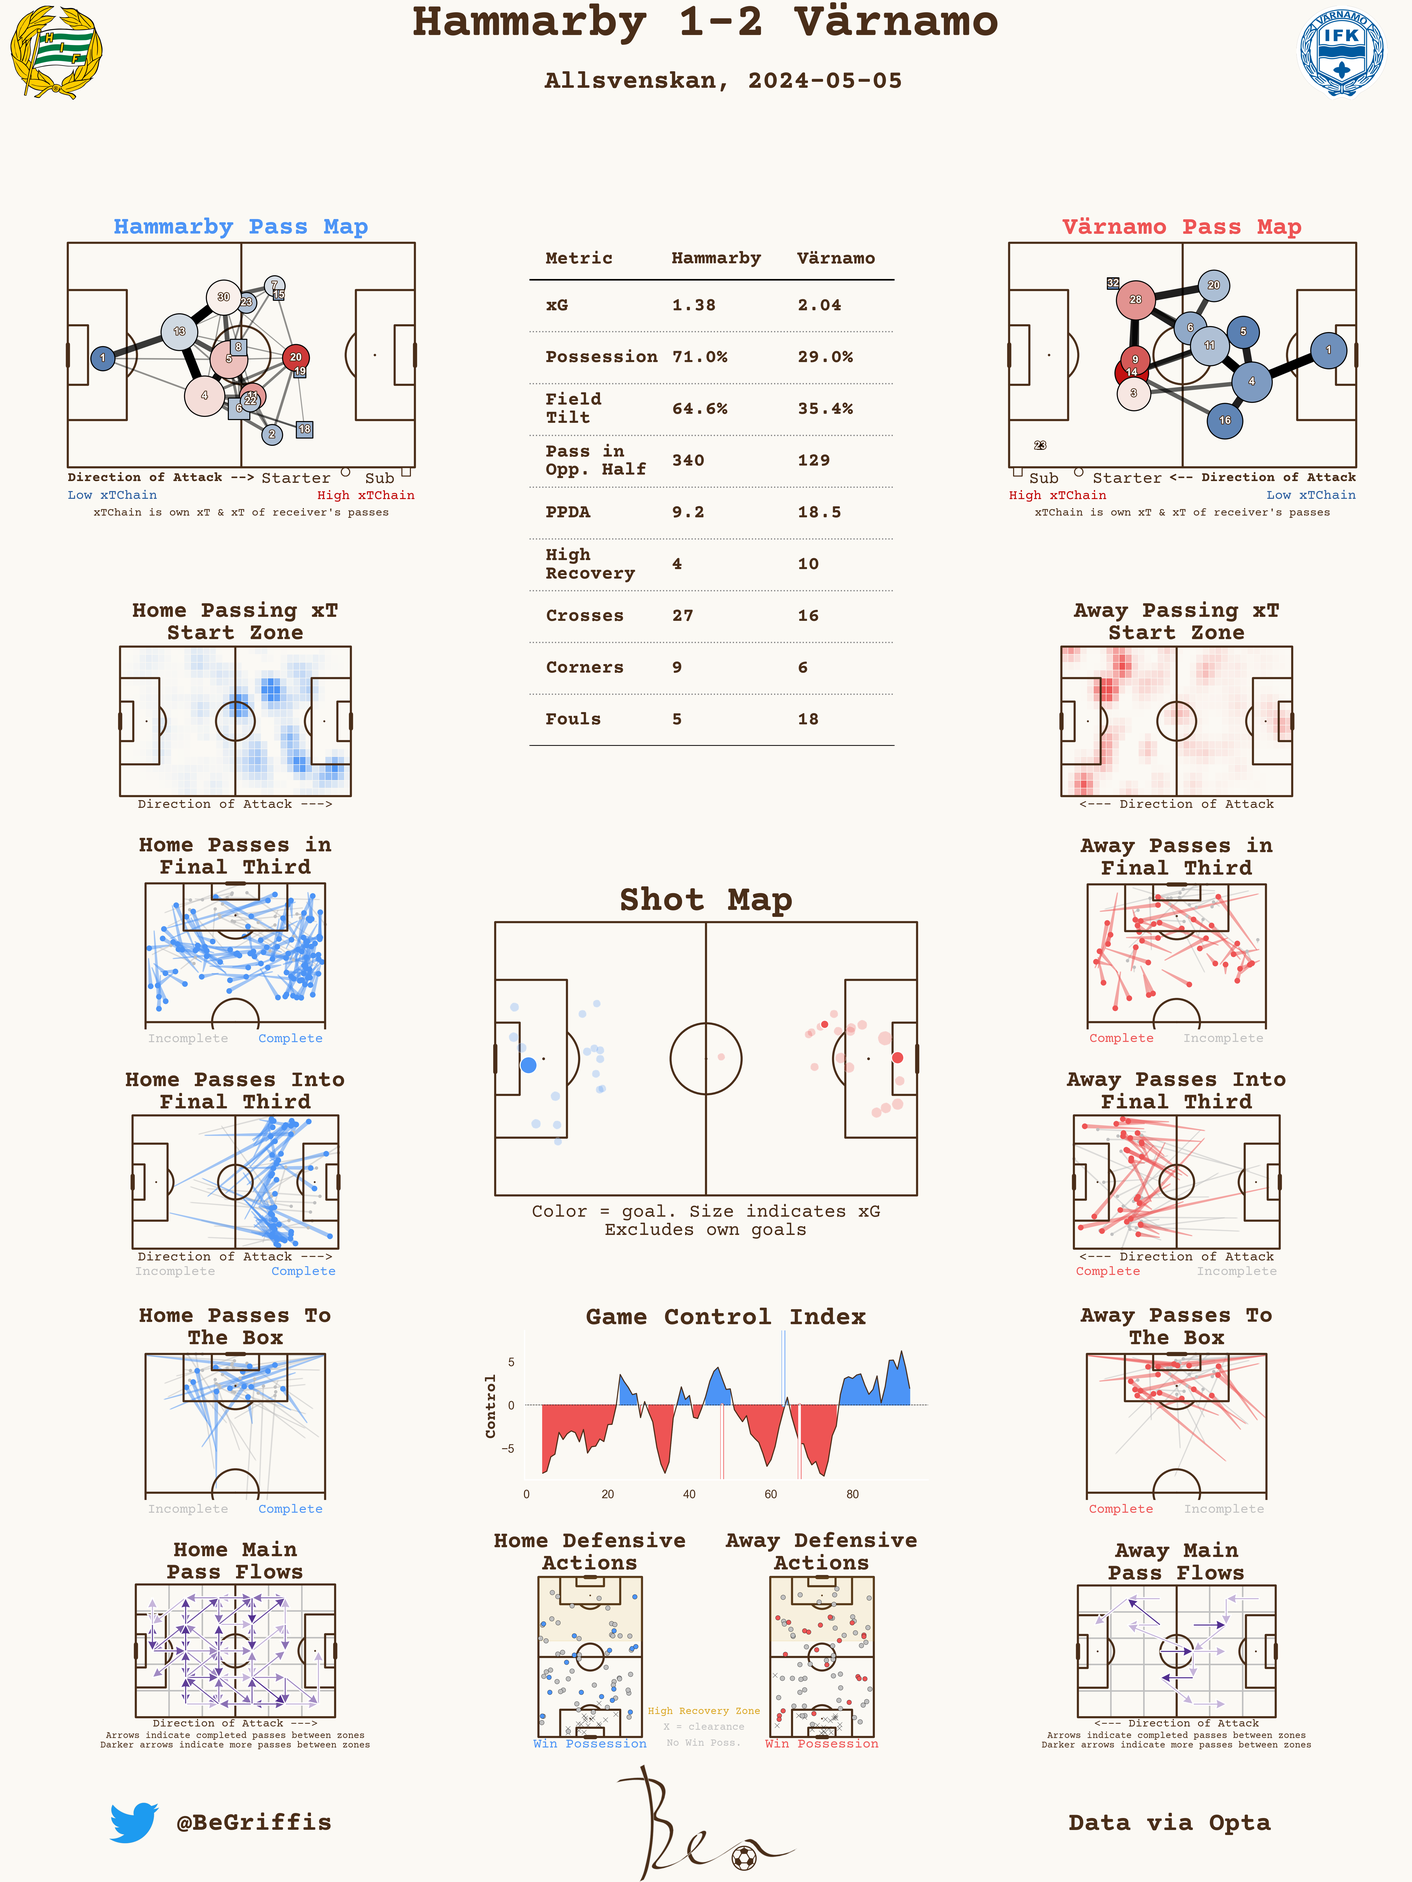 Hammarby 1-2 Värnamo
Allsvenskan, 2024-05-05
H I F
VÄRNAMO
IFK
Hammarby Pass Map
1
13
30
4
5
23
7
15
8
20
19
6
22
2
18
Direction of Attack --> Starter Sub
Low xTChain High xTChain
xTChain is own xT & xT of receiver's passes
Metric Hammarby Värnamo
xG 1.38 2.04
Possession 71.0% 29.0%
Field
Tilt 64.6% 35.4%
Pass in
Opp. Half 340 129
PPDA 9.2 18.5
High
Recovery 4 10
Crosses 27 16
Corners 9 6
Fouls 5 18
Värnamo Pass Map
32
28
20
6
5
11
1
9
14
3
4
16
23
Sub Starter <-- Direction of Attack
High xTChain Low xTChain
xTChain is own xT & xT of receiver's passes
Home Passing xT
Start Zone
Direction of Attack --->
Away Passing xT
Start Zone
<--- Direction of Attack
Home Passes in
Final Third
Incomplete Complete
Away Passes in
Final Third
Complete Incomplete
Shot Map
Color = goal. Size indicates xG
Excludes own goals
Home Passes Into
Final Third
Direction of Attack --->
Incomplete Complete
Away Passes Into
Final Third
<--- Direction of Attack
Complete Incomplete
Home Passes To
The Box
Incomplete Complete
Game Control Index
Control
5
0
−5
0 20 40 60 80
Away Passes To
The Box
Complete Incomplete
Home Main
Pass Flows
Direction of Attack --->
Arrows indicate completed passes between zones
Darker arrows indicate more passes between zones
Home Defensive
Actions
Win Possession
High Recovery Zone
X = clearance
No Win Poss.
Away Defensive
Actions
Win Possession
Away Main
Pass Flows
<--- Direction of Attack
Arrows indicate completed passes between zones
Darker arrows indicate more passes between zones
@BeGriffis
Ben
Data via Opta